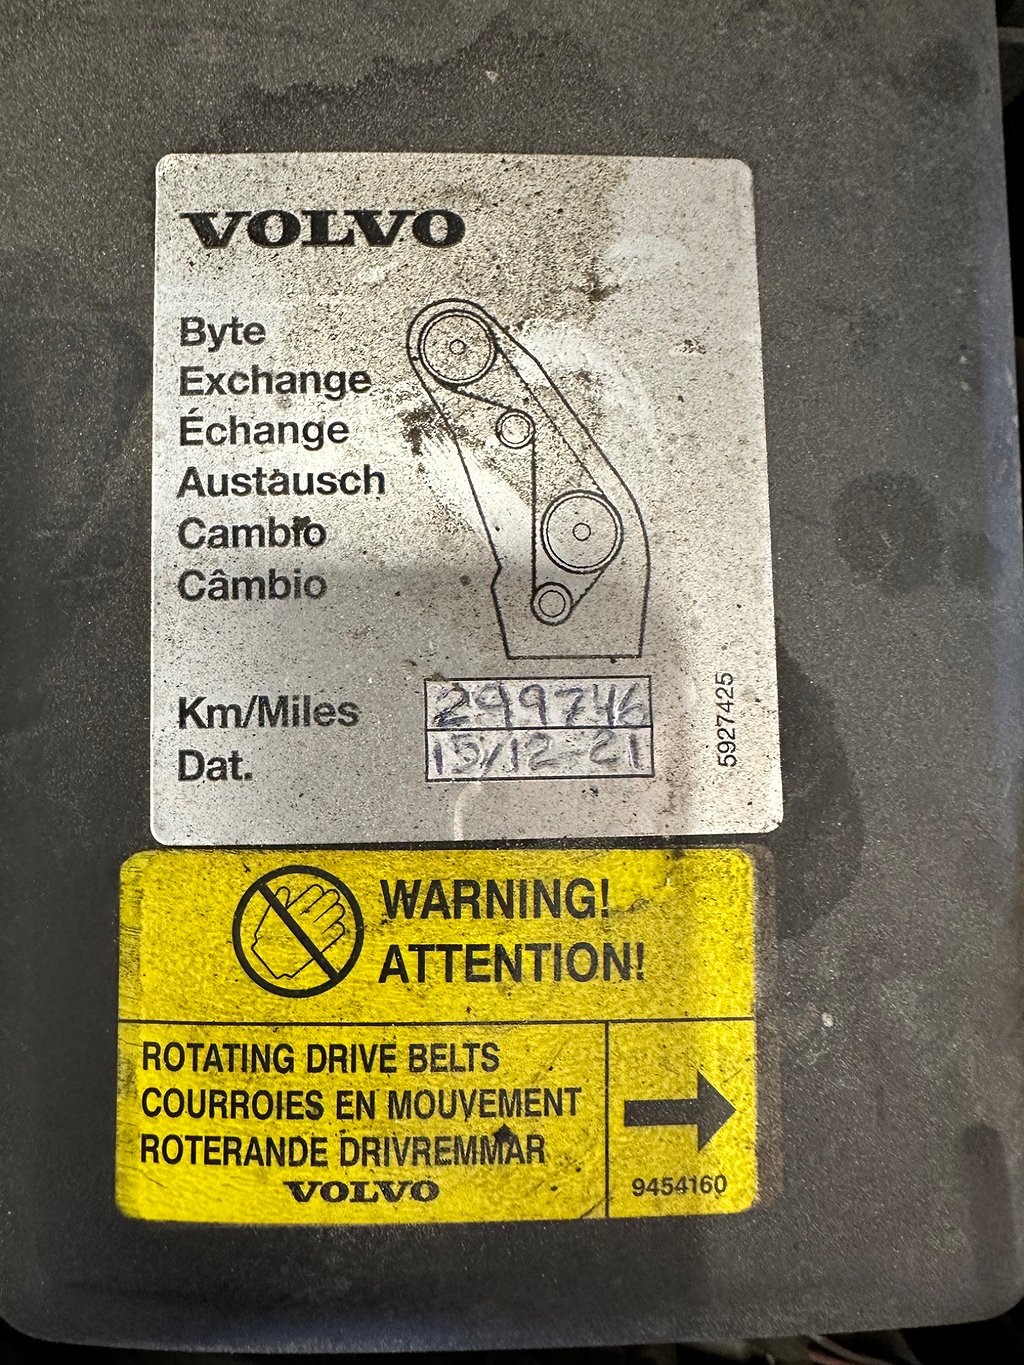 VOLVO
Byte
Exchange
Échange
Austausch
Cambio
Câmbio
Km/Miles 299746
Dat. 15/12-21
5927425
WARNING!
ATTENTION!
ROTATING DRIVE BELTS
COURROIES EN MOUVEMENT
ROTERANDE DRIVREMMAR
VOLVO
9454160